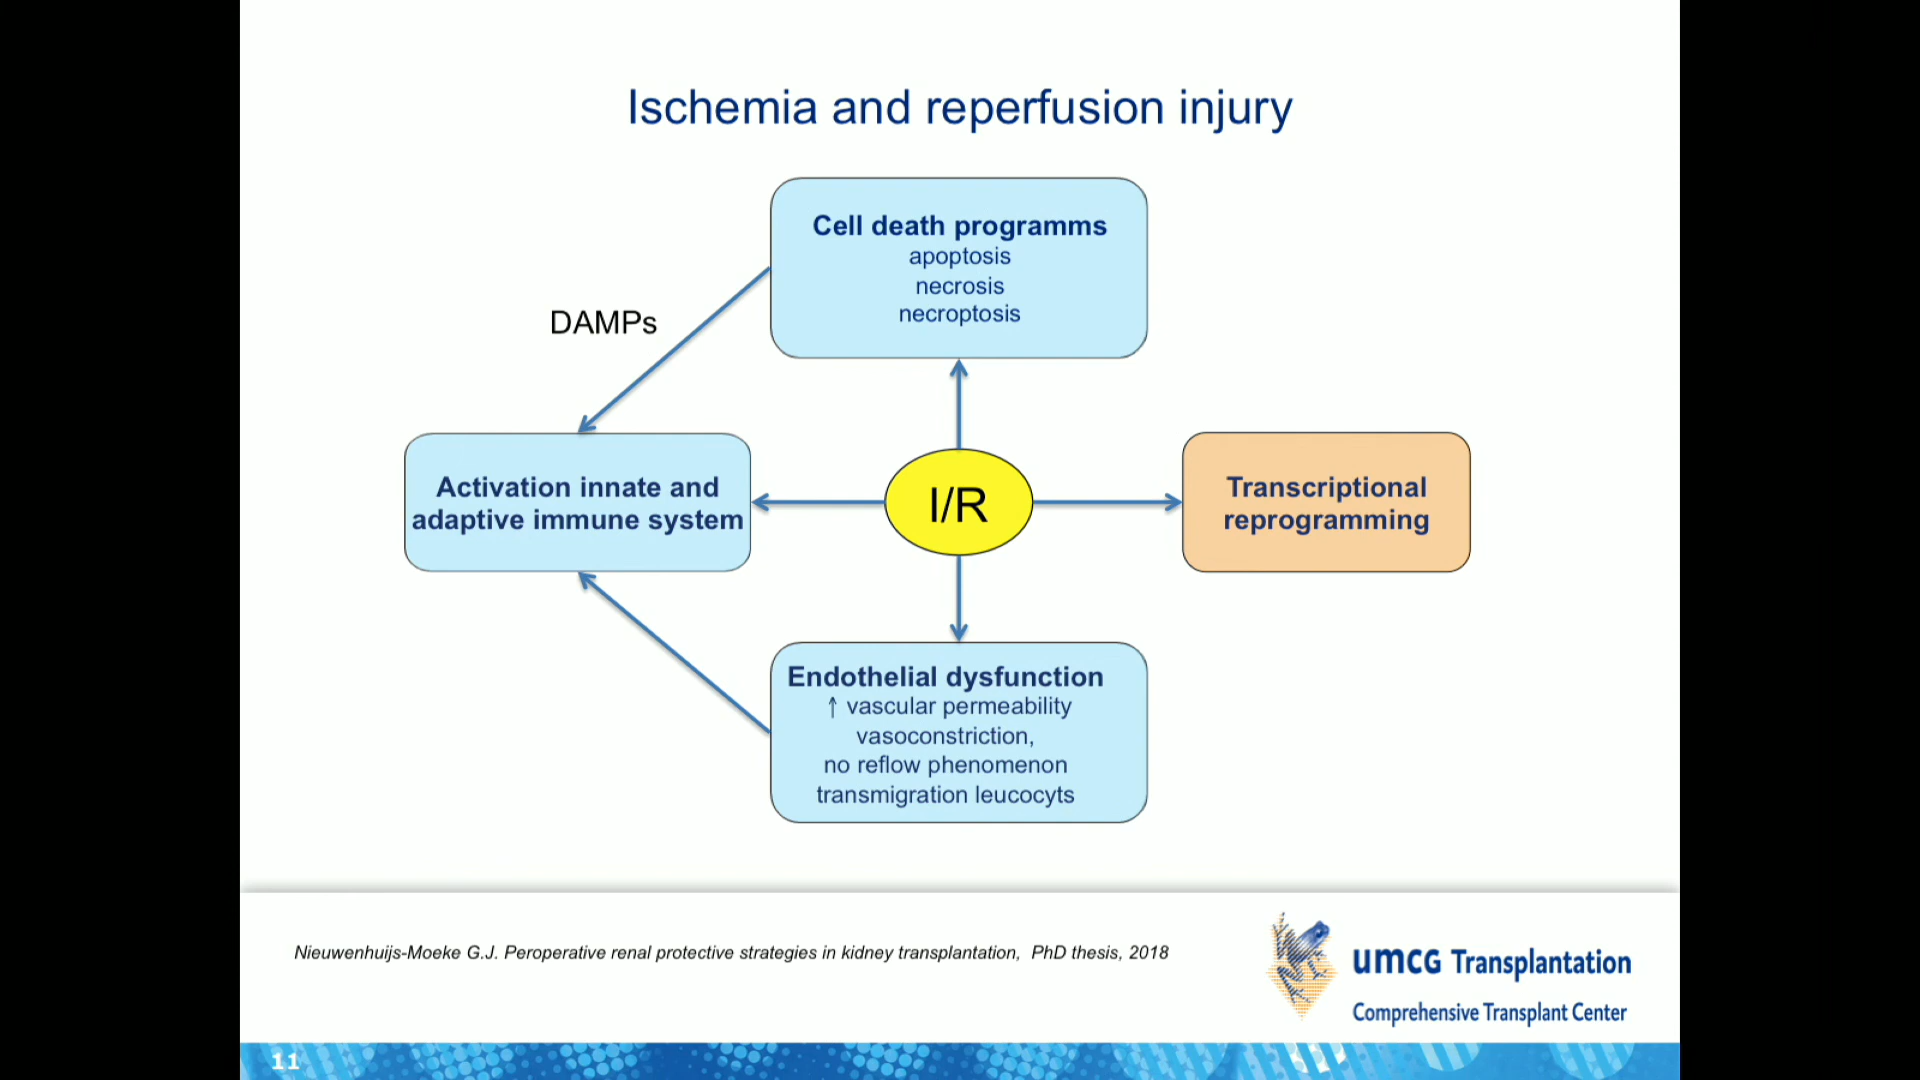 Ischemia and reperfusion injury
Cell death programms
apoptosis
necrosis
necroptosis
DAMPs
Activation innate and
adaptive immune system
I/R
Transcriptional
reprogramming
Endothelial dysfunction
↑ vascular permeability
vasoconstriction,
no reflow phenomenon
transmigration leucocyts
Nieuwenhuijs-Moeke G.J. Peroperative renal protective strategies in kidney transplantation, PhD thesis, 2018
umcG Transplantation
Comprehensive Transplant Center
11